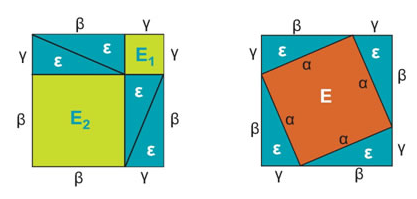 β γ
γ ε ε E₁ γ
ε
β E₂ β
ε
β γ
β γ
γ ε ε
α
α β
E
β α
α
ε ε γ
γ β